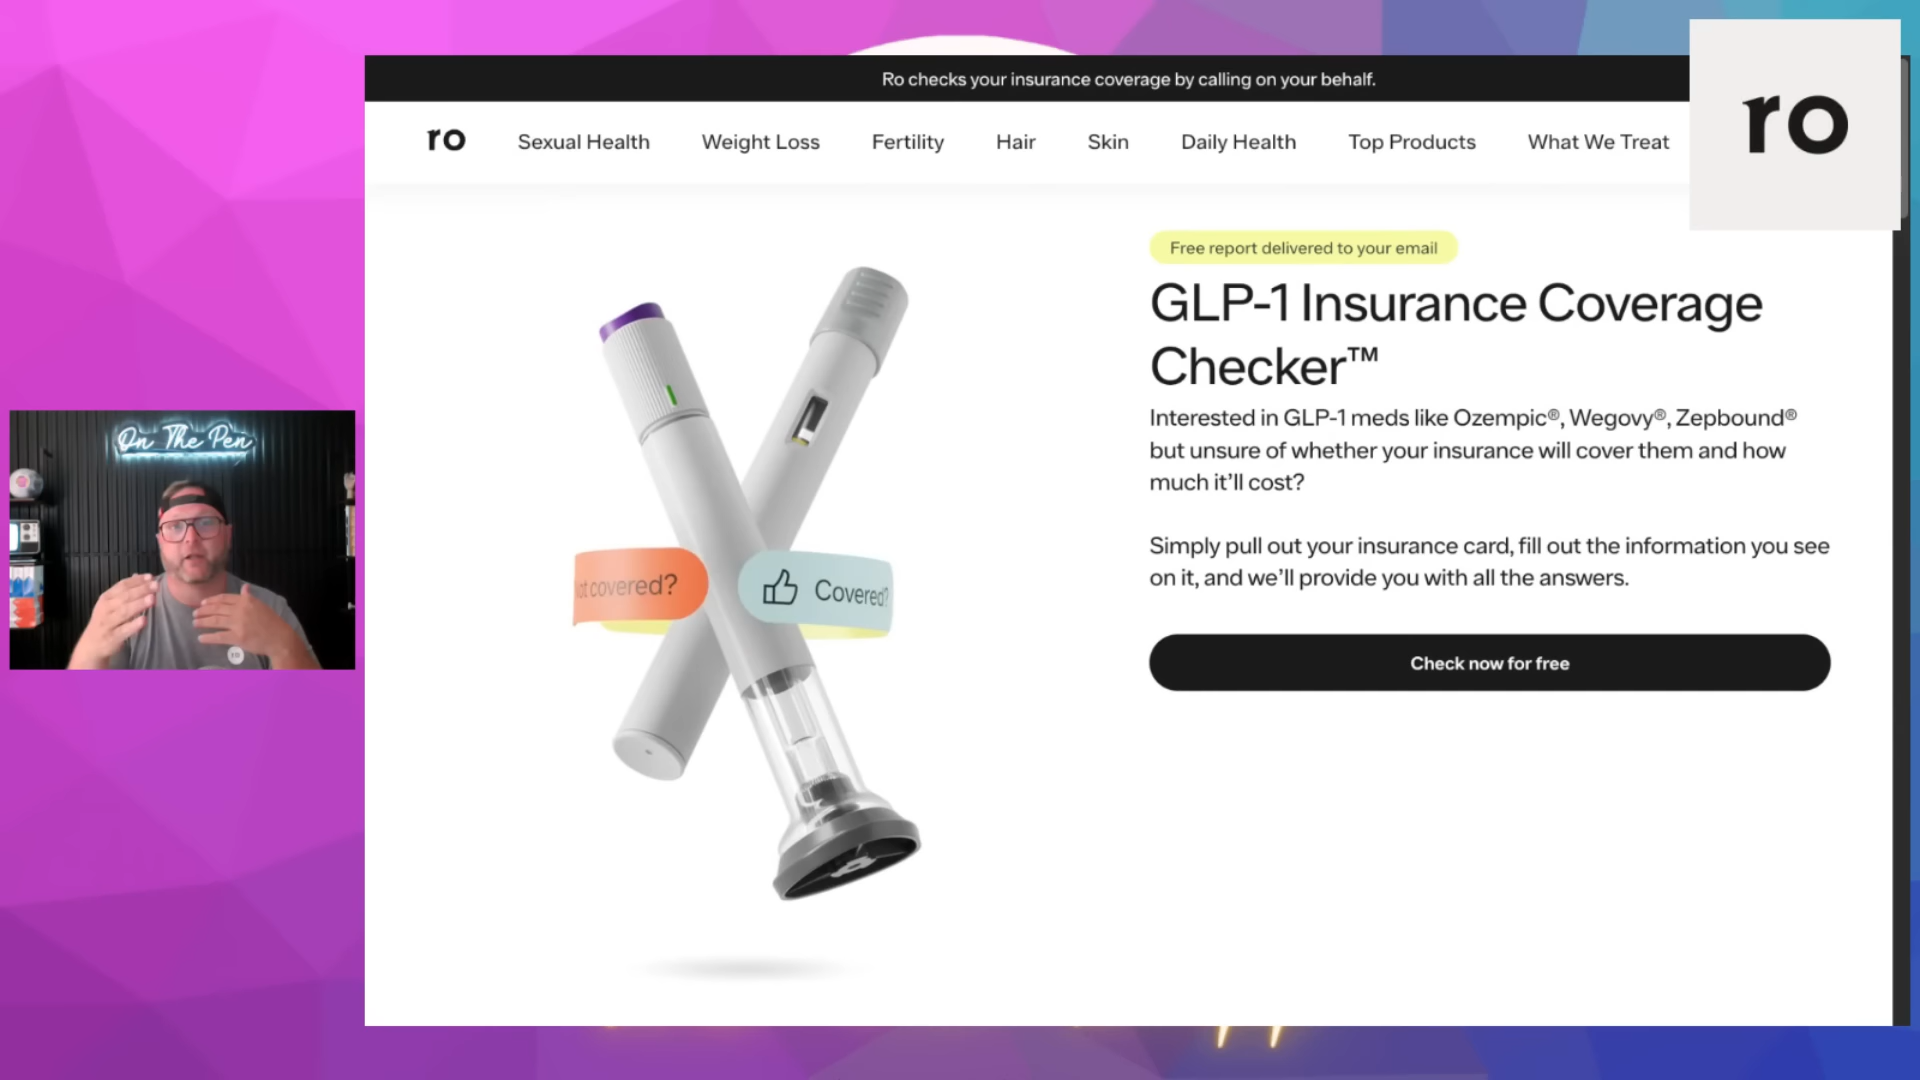 Ro checks your insurance coverage by calling on your behalf.
ro
Sexual Health
Weight Loss
Fertility
Hair
Skin
Daily Health
Top Products
What We Treat
ro
Free report delivered to your email
GLP-1 Insurance Coverage
Checker™
Interested in GLP-1 meds like Ozempic®, Wegovy®, Zepbound®
but unsure of whether your insurance will cover them and how
much it'll cost?
Simply pull out your insurance card, fill out the information you see
on it, and we'll provide you with all the answers.
Check now for free
covered?
Covered?
On The Pen